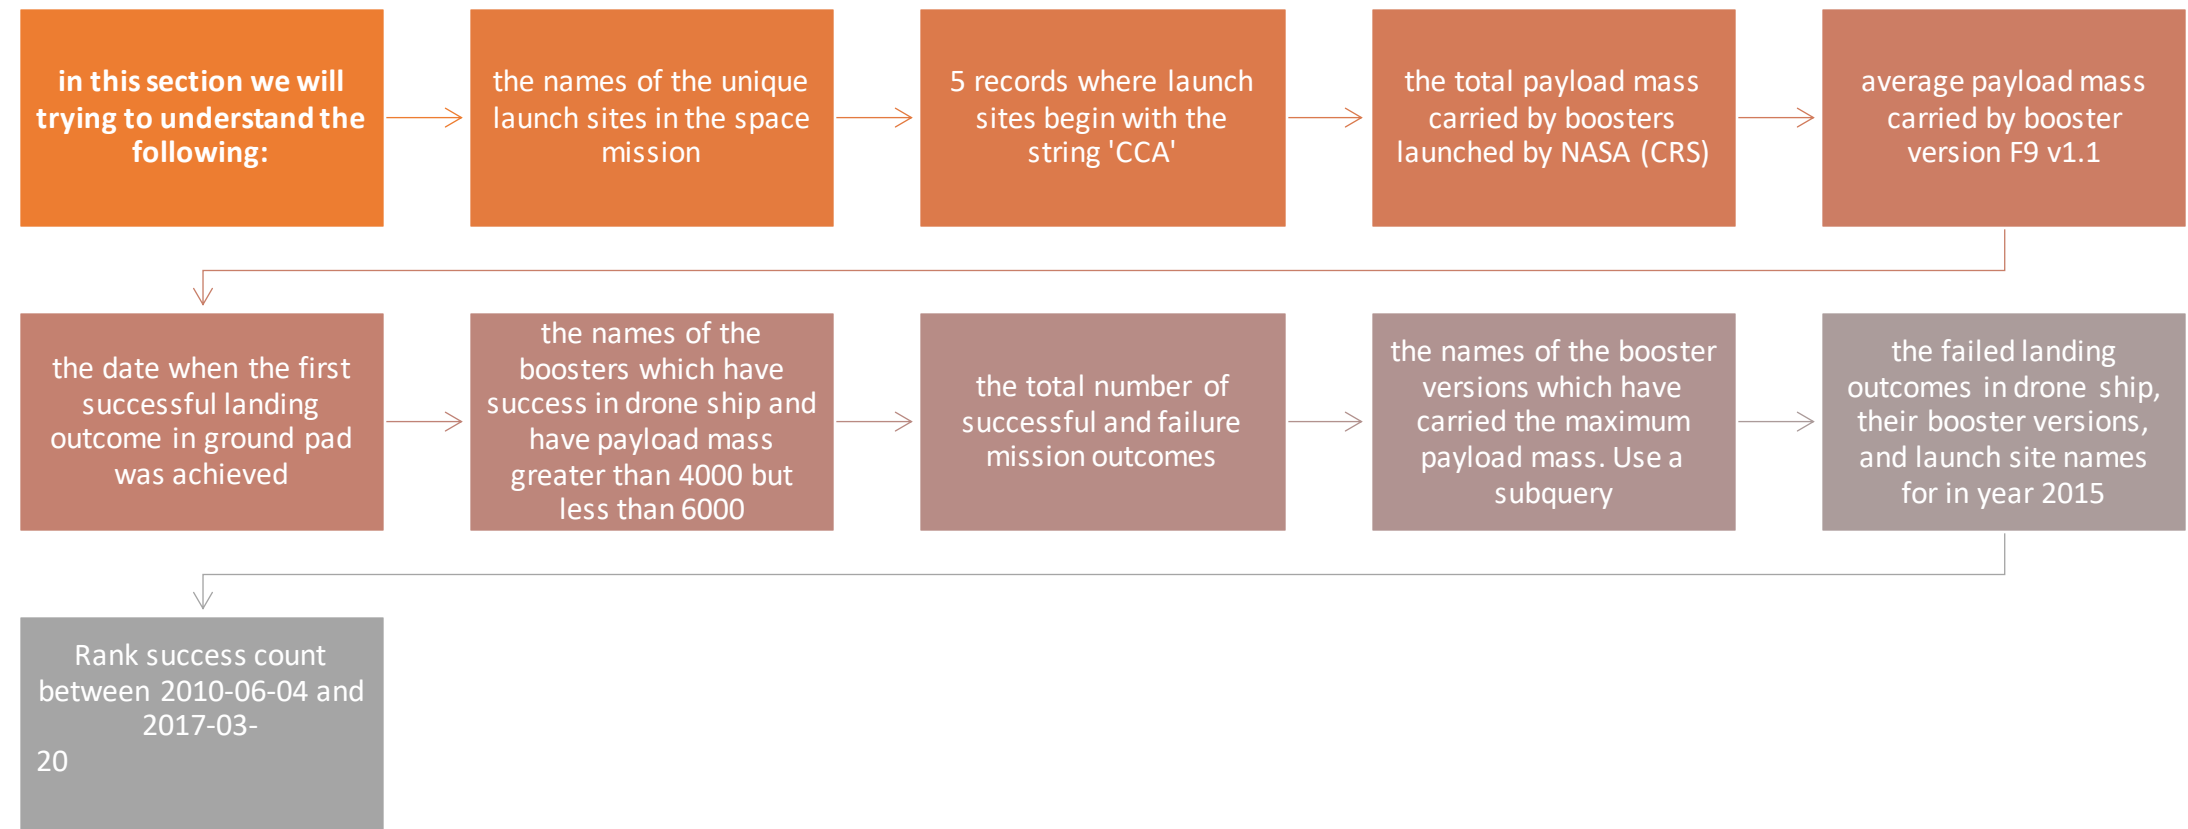 in this section we will
trying to understand the
following:
the names of the unique
launch sites in the space
mission
5 records where launch
sites begin with the
string 'CCA'
the total payload mass
carried by boosters
launched by NASA (CRS)
average payload mass
carried by booster
version F9 v1.1
the date when the first
successful landing
outcome in ground pad
was achieved
the names of the
boosters which have
success in drone ship and
have payload mass
greater than 4000 but
less than 6000
the total number of
successful and failure
mission outcomes
the names of the booster
versions which have
carried the maximum
payload mass. Use a
subquery
the failed landing
outcomes in drone ship,
their booster versions,
and launch site names
for in year 2015
Rank success count
between 2010-06-04 and
2017-03-
20